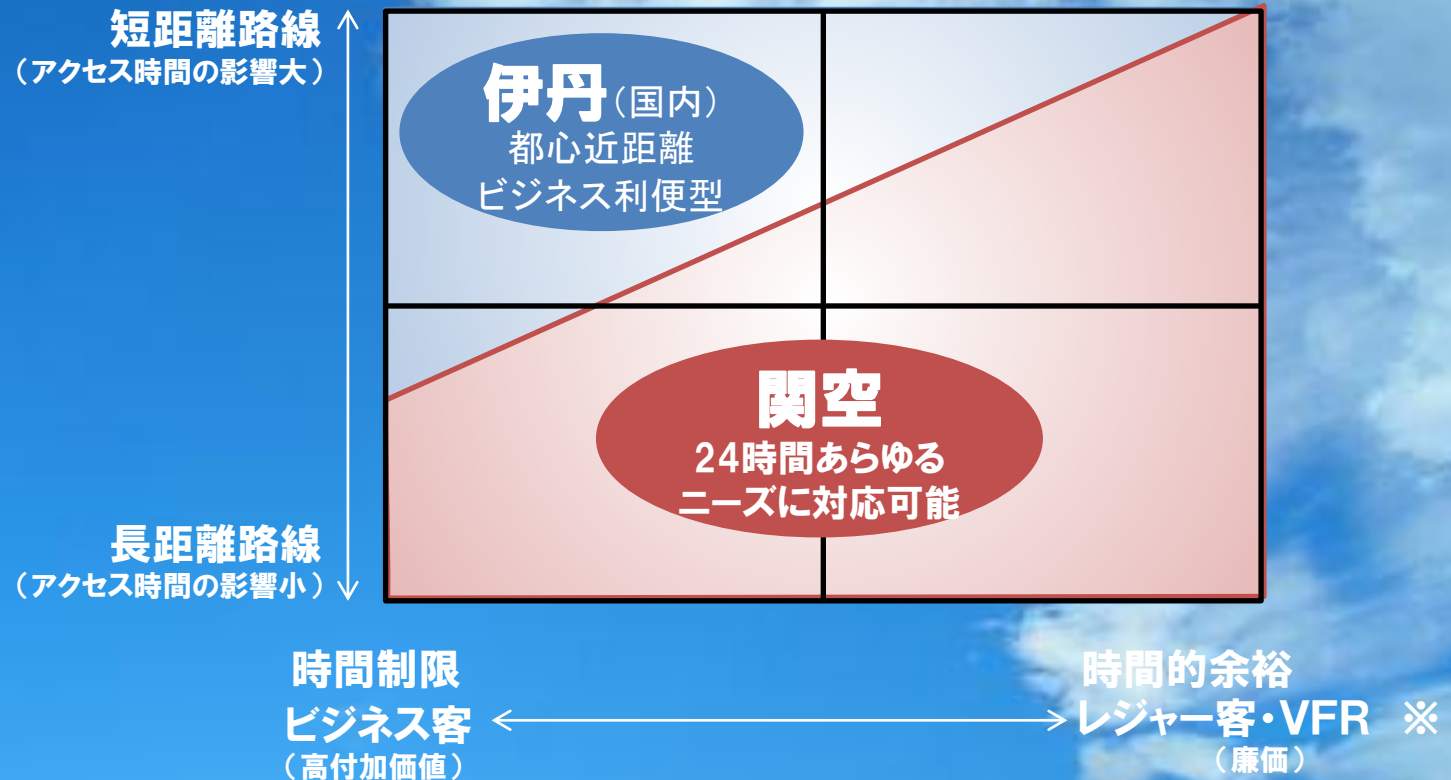 短距離路線
（アクセス時間の影響大）
伊丹（国内）
都心近距離
ビジネス利便型
関空
24時間あらゆる
ニーズに対応可能
長距離路線
（アクセス時間の影響小）
時間制限
ビジネス客
（高付加価値）
時間的余裕
レジャー客・VFR ※
（廉価）